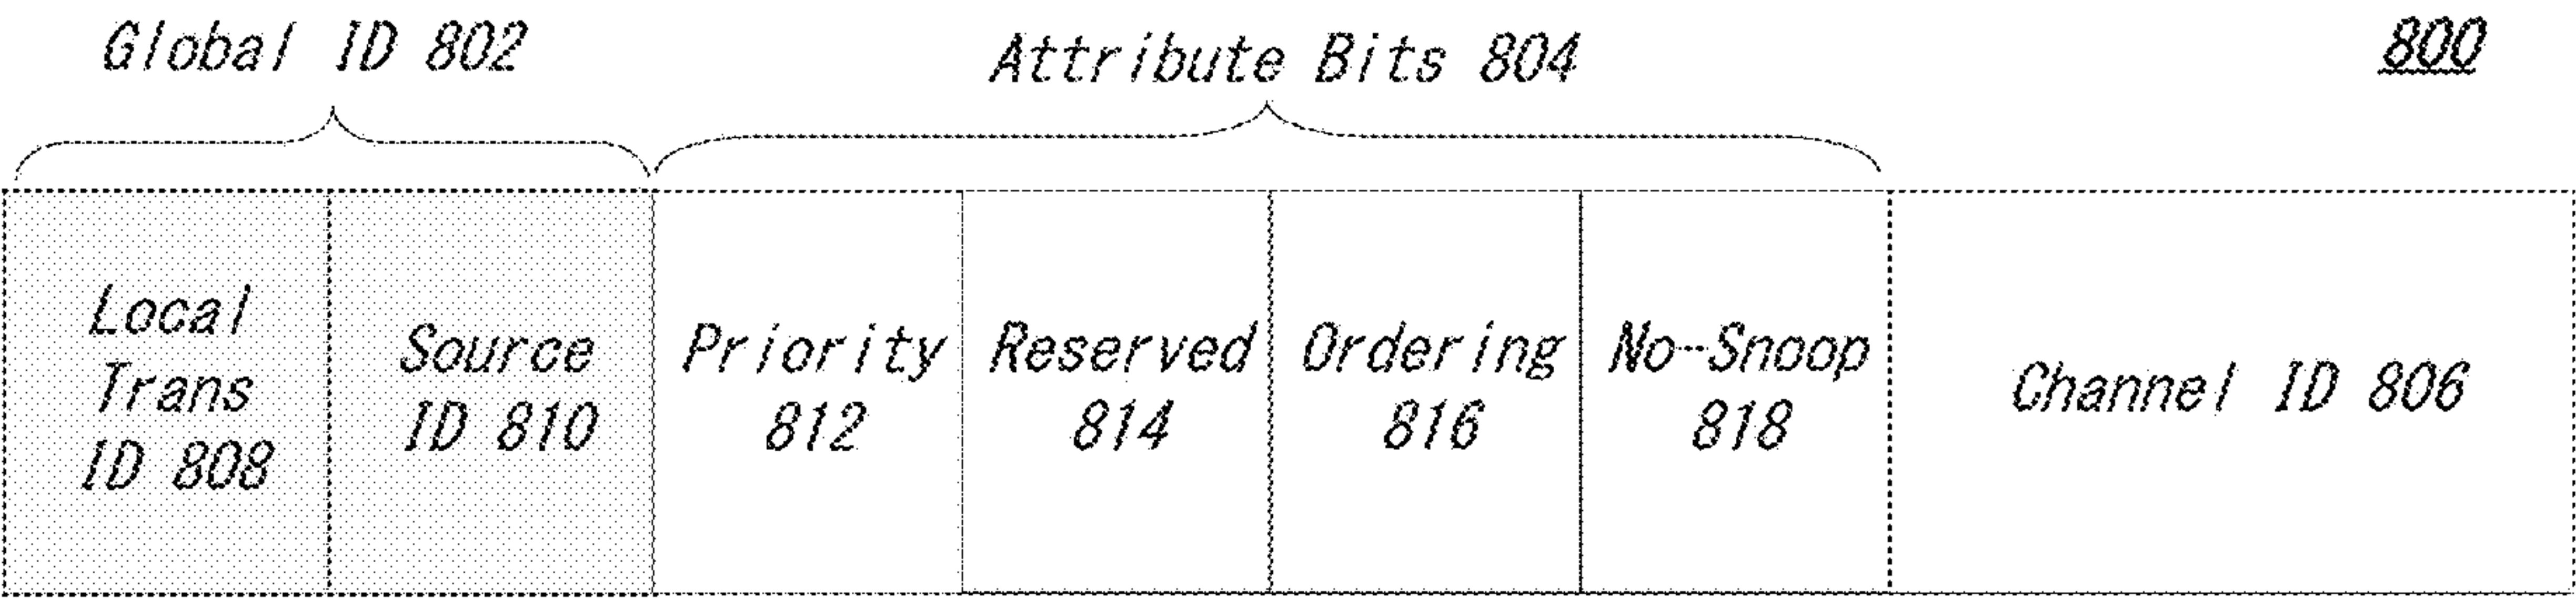 Global ID 802
Attribute Bits 804
800
Local
Trans
ID 808
Source
ID 810
Priority
812
Reserved
814
Ordering
816
No-Snoop
818
Channel ID 806